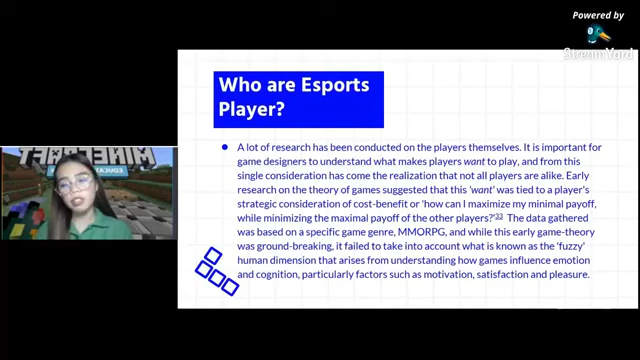 Powered by
StreamYard
Who are Esports
Player?
A lot of research has been conducted on the players themselves. It is important for
game designers to understand what makes players want to play, and from this
single consideration has come the realization that not all players are alike. Early
research on the theory of games suggested that this 'want' was tied to a player's
strategic consideration of cost-benefit or 'how can I maximize my minimal payoff,
while minimizing the maximal payoff of the other players?'33 The data gathered
was based on a specific game genre, MMORPG, and while this early game-theory
was ground-breaking, it failed to take into account what is known as the 'fuzzy'
human dimension that arises from understanding how games influence emotion
and cognition, particularly factors such as motivation, satisfaction and pleasure.
MINECRAFT
EDUCATION